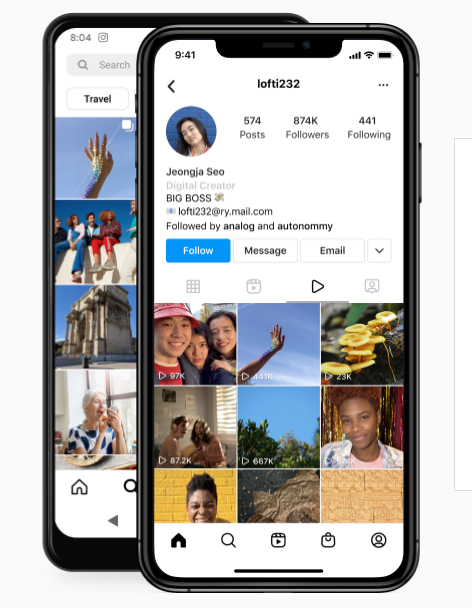 8:04
Search
Travel
9:41
lofti232
574 874K 441
Posts Followers Following
Jeongja Seo
Digital Creator
BIG BOSS
lofti232@ry.mail.com
Followed by analog and autonommy
Follow Message Email
97K 441K 23K
87.2K 667K